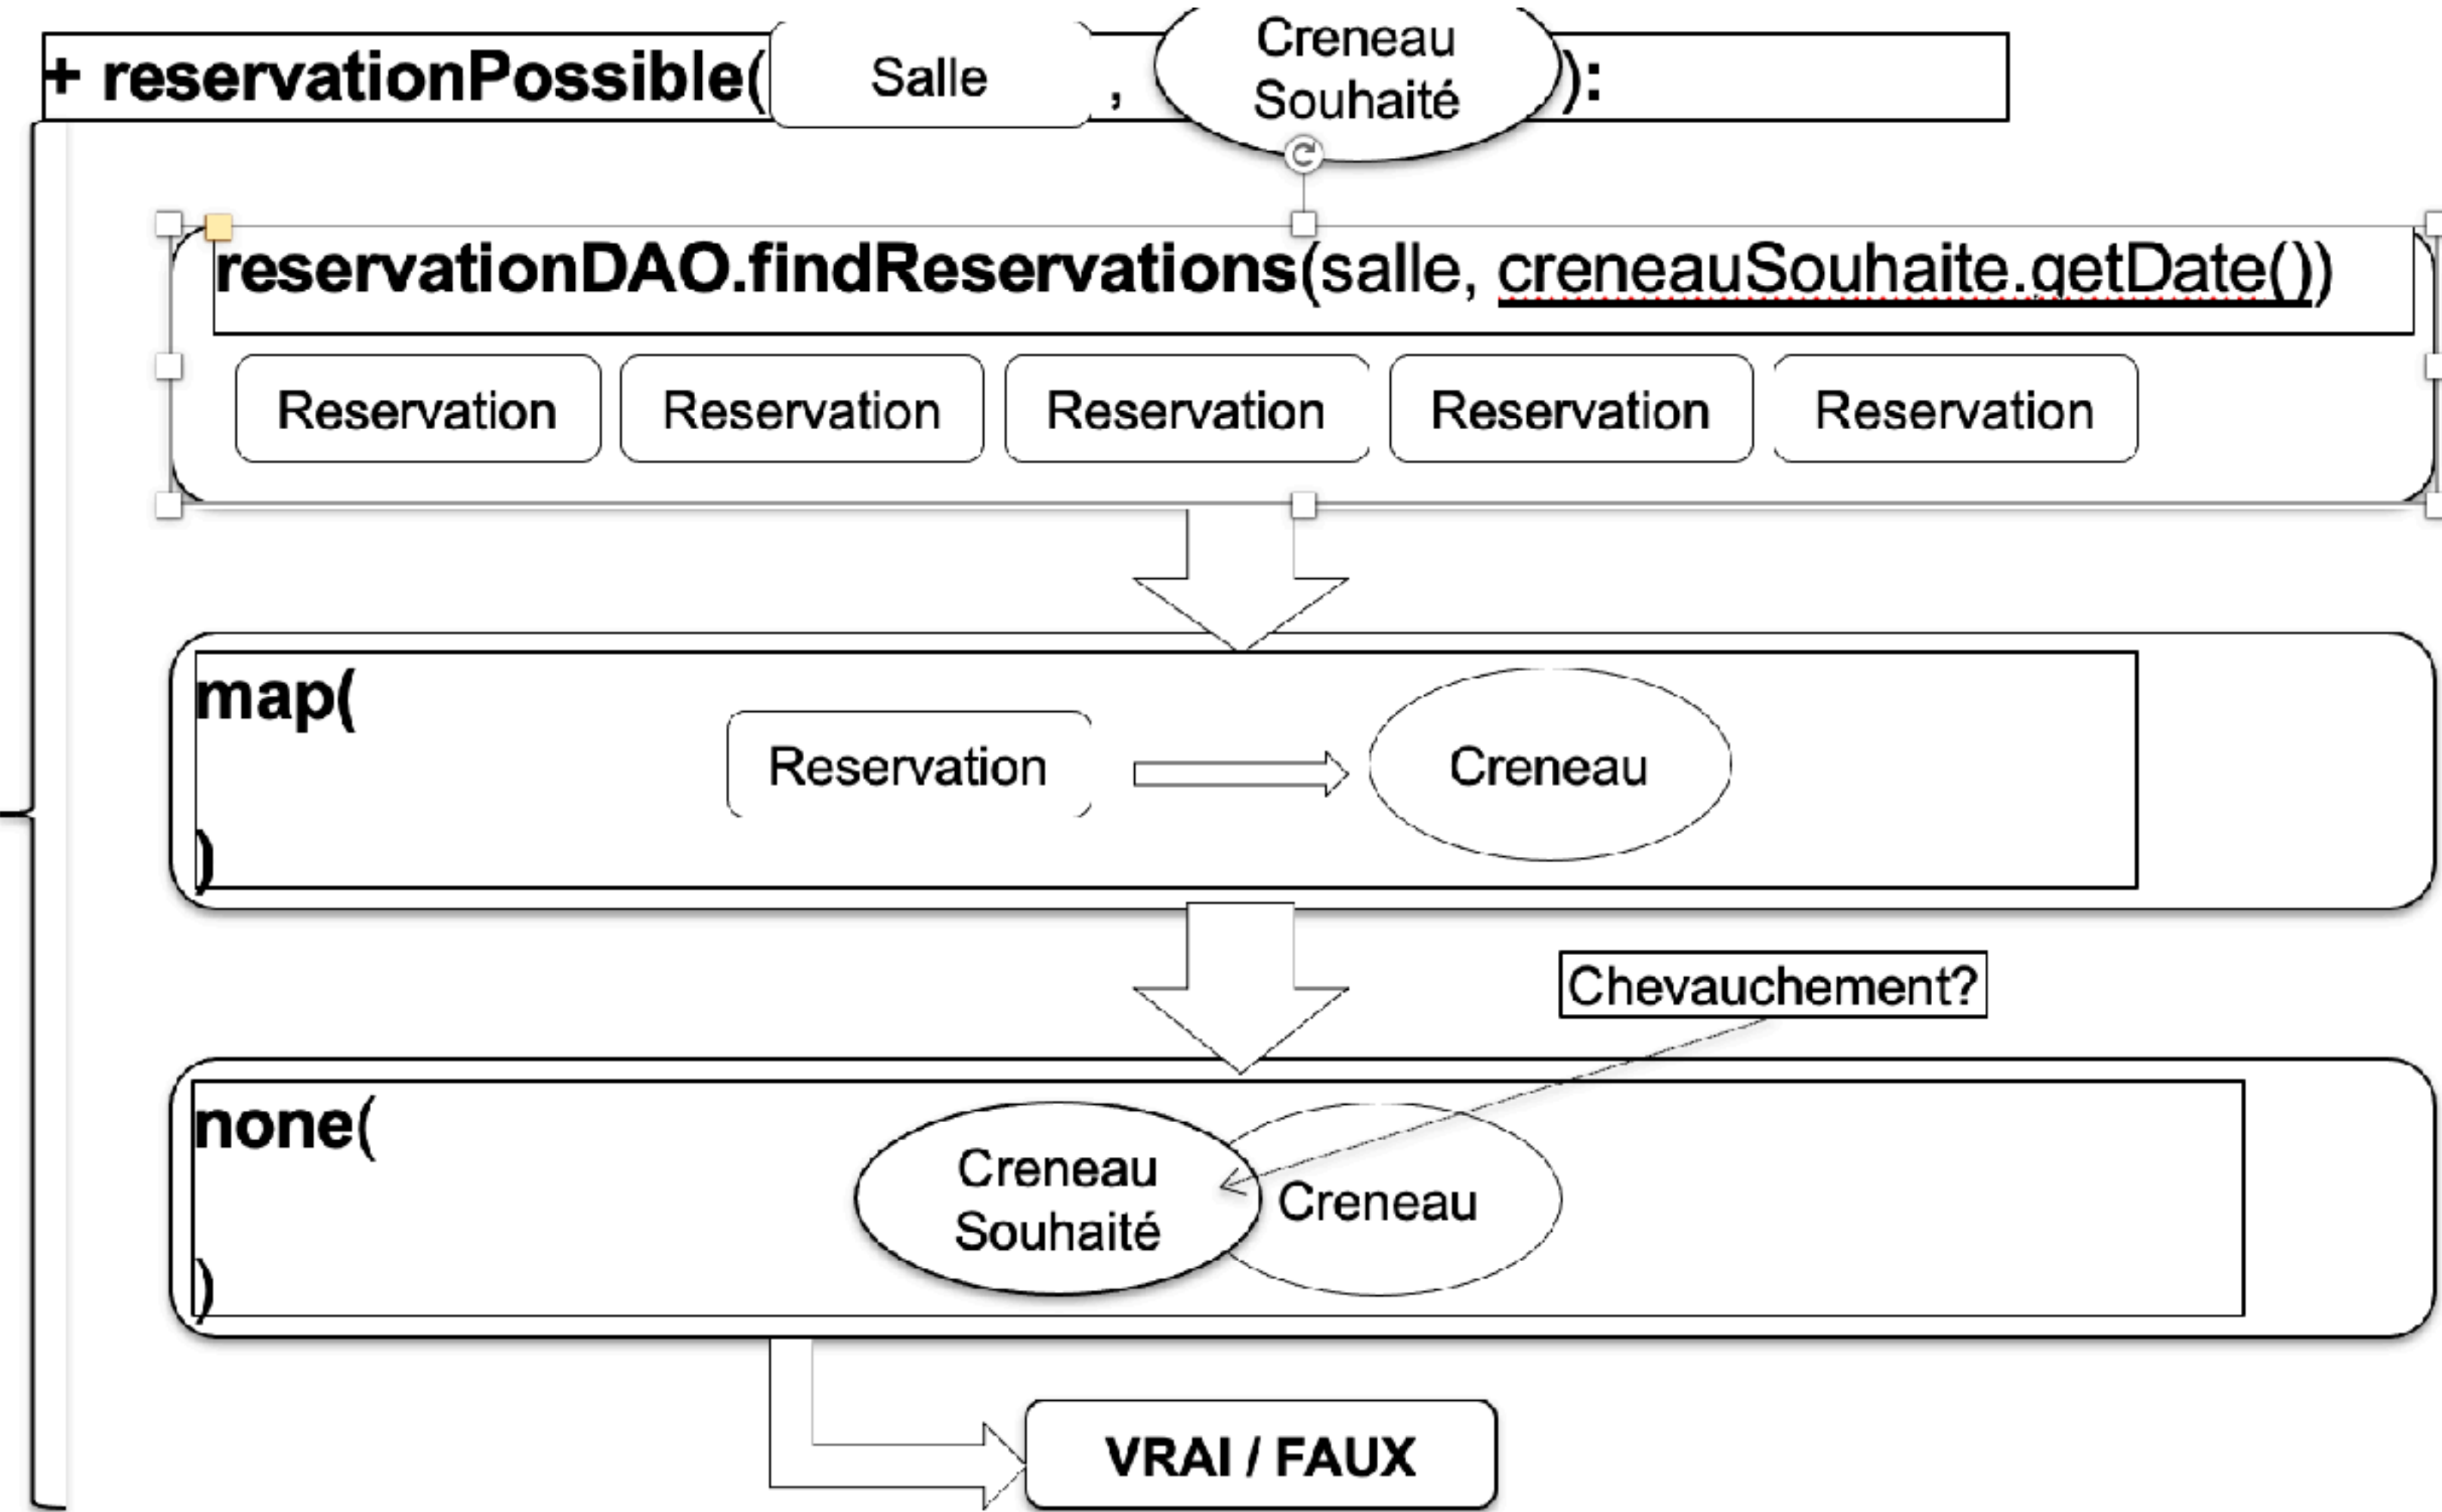 + reservationPossible( Salle , Creneau Souhaité ):
reservationDAO.findReservations(salle, creneauSouhaite.getDate())
Reservation Reservation Reservation Reservation Reservation
map(
Reservation Creneau
)
Chevauchement?
none(
Creneau Souhaité Creneau
)
VRAI / FAUX